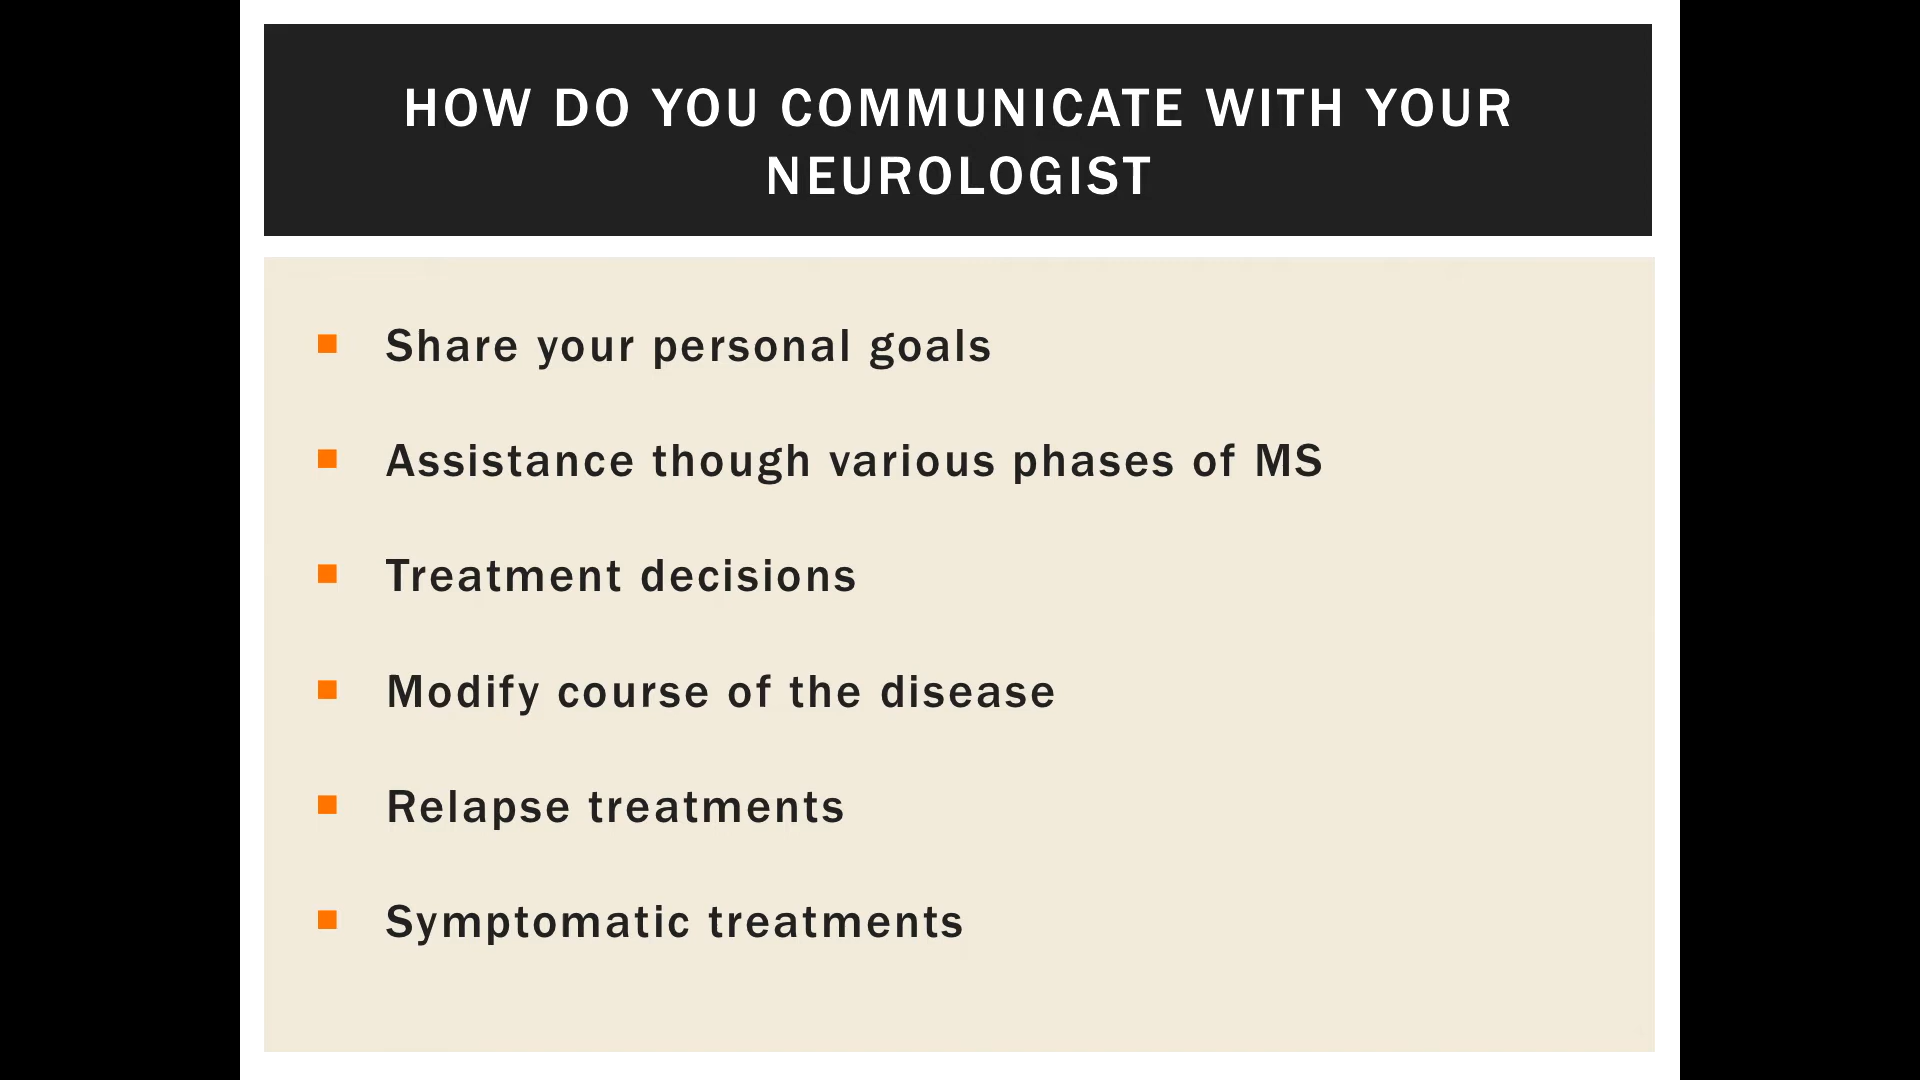 HOW DO YOU COMMUNICATE WITH YOUR
NEUROLOGIST
Share your personal goals
Assistance though various phases of MS
Treatment decisions
Modify course of the disease
Relapse treatments
Symptomatic treatments